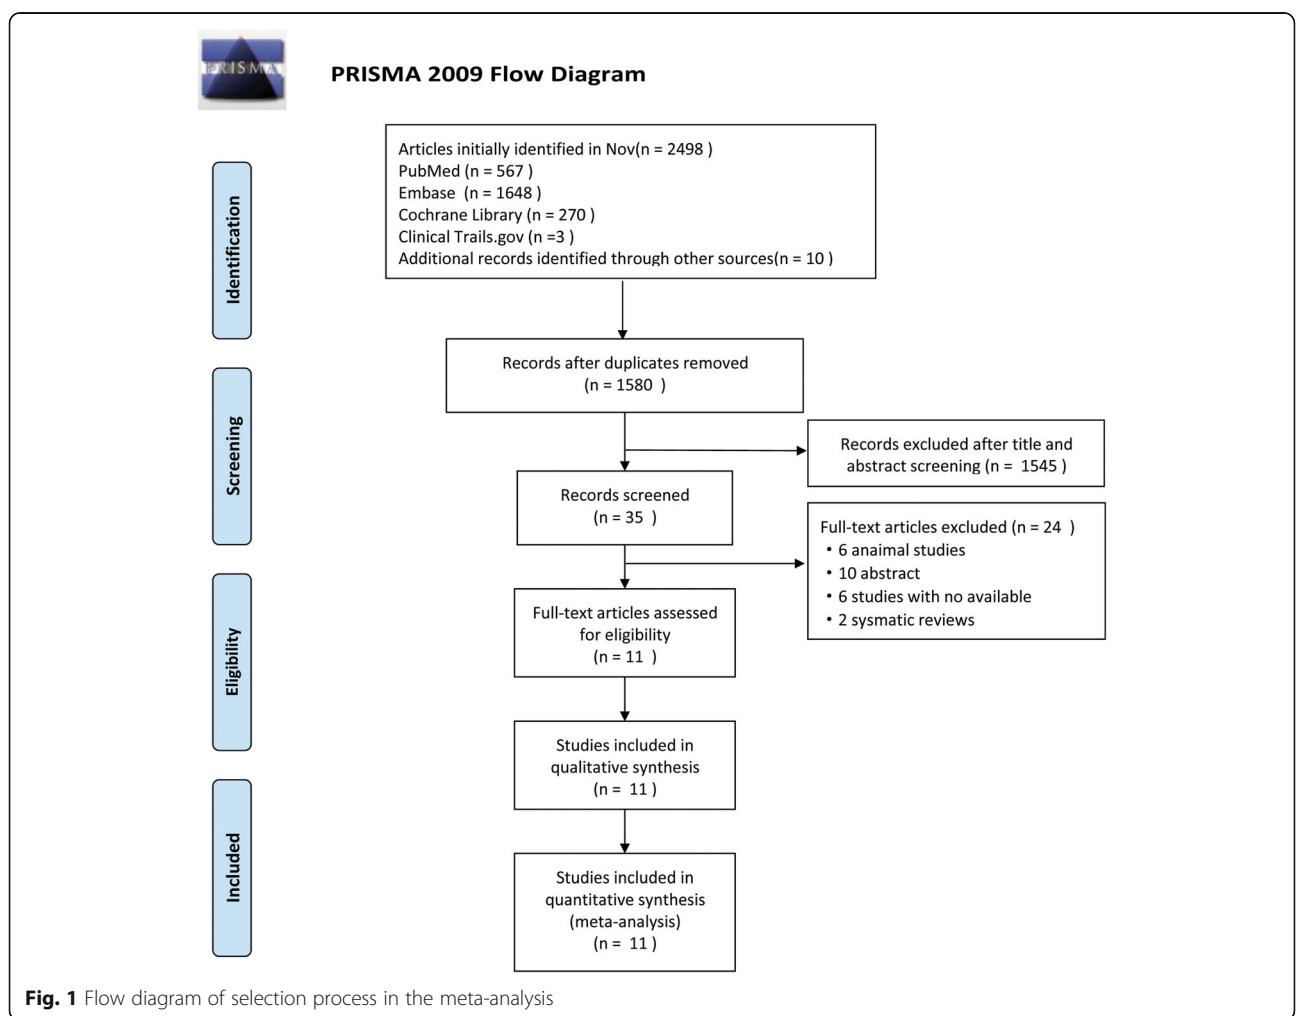 PRISMA
PRISMA 2009 Flow Diagram
Identification
Articles initially identified in Nov(n = 2498 )
PubMed (n = 567 )
Embase  (n = 1648 )
Cochrane Library (n = 270 )
Clinical Trails.gov (n =3 )
Additional records identified through other sources(n = 10 )
Records after duplicates removed
(n = 1580  )
Screening
Records excluded after title and
abstract screening (n =  1545 )
Records screened
(n = 35  )
Full-text articles excluded (n = 24  )
• 6 anaimal studies
• 10 abstract
• 6 studies with no available
• 2 sysmatic reviews
Eligibility
Full-text articles assessed
for eligibility
(n = 11  )
Studies included in
qualitative synthesis
(n =  11 )
Included
Studies included in
quantitative synthesis
(meta-analysis)
(n =  11 )
Fig. 1 Flow diagram of selection process in the meta-analysis